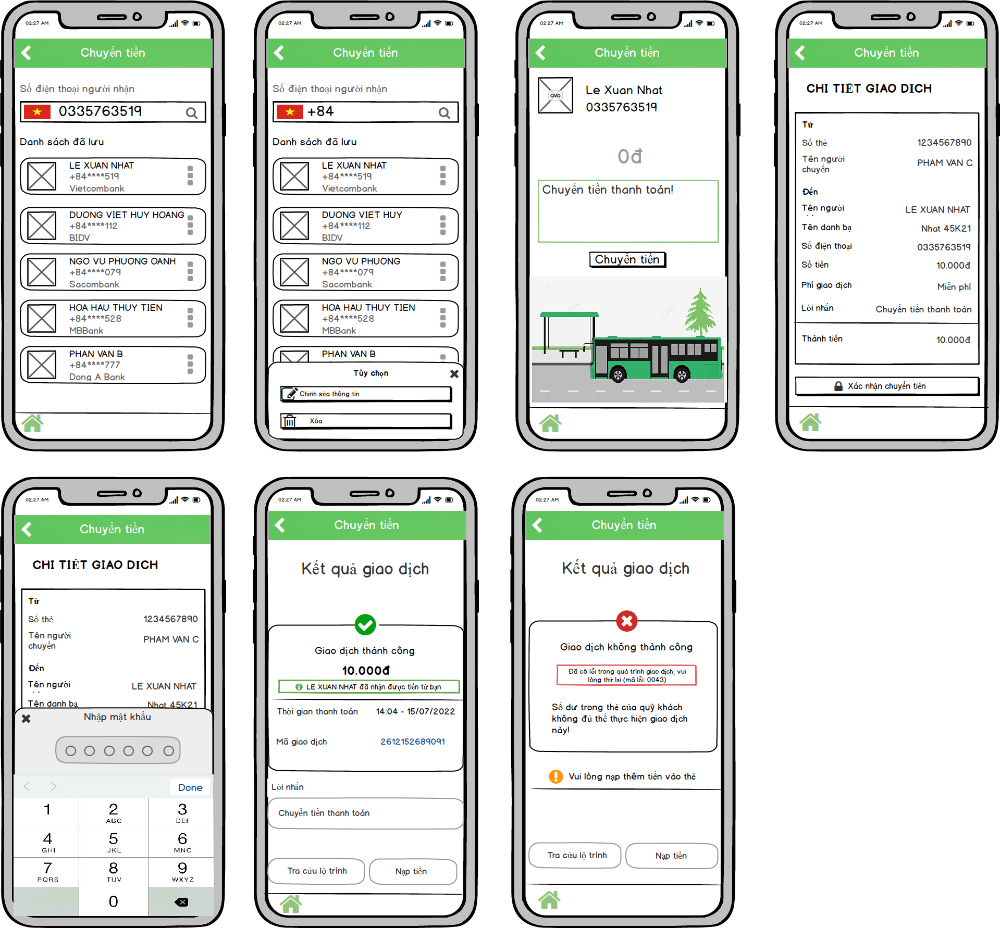 02:27 AM
Chuyển tiền
Số điện thoại người nhận
0335763519
Danh sách đã lưu
LE XUAN NHAT
+84****519
Vietcombank
DUONG VIET HUY HOANG
+84****112
BIDV
NGO VU PHUONG OANH
+84****079
Sacombank
HOA HAU THUY TIEN
+84****528
MBBank
PHAN VAN B
+84****777
Dong A Bank
02:27 AM
Chuyển tiền
Số điện thoại người nhận
+84
Danh sách đã lưu
LE XUAN NHAT
+84****519
Vietcombank
DUONG VIET HUY
+84****112
BIDV
NGO VU PHUONG
+84****079
Sacombank
HOA HAU THUY TIEN
+84****528
MBBank
PHAN VAN B
Tùy chọn
Chỉnh sửa thông tin
Xóa
02:27 AM
Chuyển tiền
ava
Le Xuan Nhat
0335763519
0đ
Chuyển tiền thanh toán!
Chuyển tiền
02:27 AM
Chuyển tiền
CHI TIẾT GIAO DỊCH
Từ
Số thẻ 1234567890
Tên người chuyển PHAM VAN C
Đến
Tên người LE XUAN NHAT
Tên danh bạ Nhat 45K21
Số điện thoại 0335763519
Số tiền 10.000đ
Phí giao dịch Miễn phí
Lời nhắn Chuyển tiền thanh toán
Thành tiền 10.000đ
Xác nhận chuyển tiền
02:27 AM
Chuyển tiền
CHI TIẾT GIAO DỊCH
Từ
Số thẻ 1234567890
Tên người chuyển PHAM VAN C
Đến
Tên người LE XUAN NHAT
Tên danh bạ Nhat 45K21
Nhập mật khẩu
Done
1 2 3
ABC DEF
4 5 6
GHI JKL MNO
7 8 9
PQRS TUV WXYZ
0
02:27 AM
Chuyển tiền
Kết quả giao dịch
Giao dịch thành công
10.000đ
LE XUAN NHAT đã nhận được tiền từ bạn
Thời gian thanh toán 14:04 - 15/07/2022
Mã giao dịch 2612152689091
Lời nhắn
Chuyển tiền thanh toán
Tra cứu lộ trình Nạp tiền
02:27 AM
Chuyển tiền
Kết quả giao dịch
Giao dịch không thành công
Đã có lỗi trong quá trình giao dịch, vui
lòng thử lại (mã lỗi: 0043)
Số dư trong thẻ của quý khách
không đủ thể thực hiện giao dịch
này!
Vui lòng nạp thêm tiền vào thẻ
Tra cứu lộ trình Nạp tiền